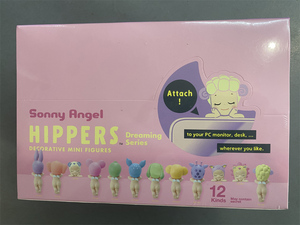 Attach
!
Sonny Angel
HIPPERS
Dreaming
Series
DECORATIVE MINI FIGURES
to your PC monitor, desk, ...
wherever you like.
12
Kinds